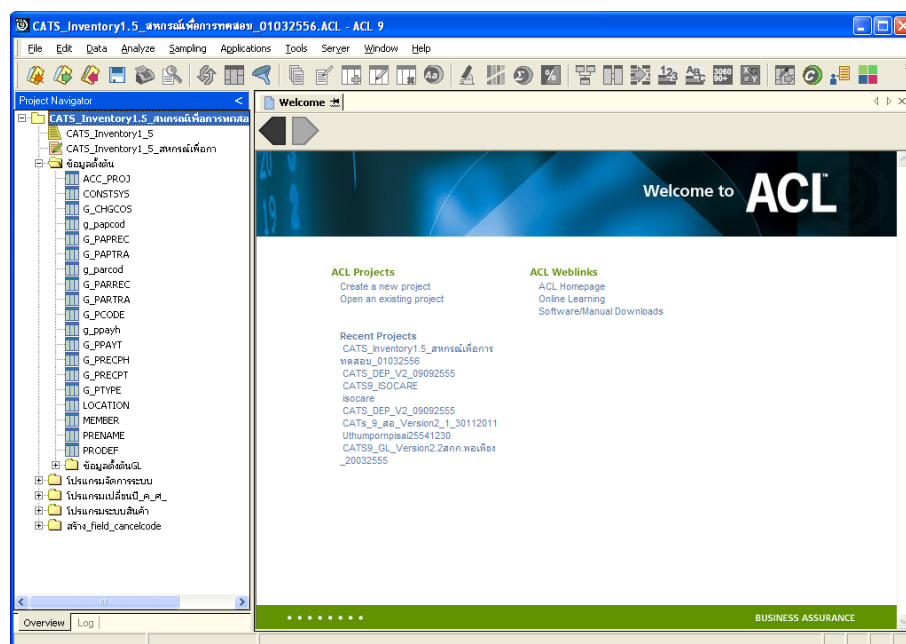 CATS_Inventory1.5_สหกรณ์เพื่อการทดสอบ_01032556.ACL - ACL 9
File Edit Data Analyze Sampling Applications Tools Server Window Help
Project Navigator <
Welcome
CATS_Inventory1.5_สหกรณ์เพื่อการทดสอ
CATS_Inventory1_5
CATS_Inventory1_5_สหกรณ์เพื่อกา
ข้อมูลตั้งต้น
ACC_PROJ
CONSTSYS
G_CHGCOS
g_papcod
G_PAPREC
G_PAPTRA
g_parcod
G_PARREC
G_PARTRA
G_PCODE
g_ppayh
G_PPAYT
G_PRECPH
G_PRECPT
G_PTYPE
LOCATION
MEMBER
PRENAME
PRODEF
ข้อมูลตั้งต้นGL
โปรแกรมจัดการระบบ
โปรแกรมเปลี่ยนปี_ค_ศ_
โปรแกรมระบบสินค้า
สร้าง_field_cancelcode
Overview Log
Welcome to ACL™
ACL Projects
Create a new project
Open an existing project
ACL Weblinks
ACL Homepage
Online Learning
Software/Manual Downloads
Recent Projects
CATS_Inventory1.5_สหกรณ์เพื่อการ
ทดสอบ_01032556
CATS_DEP_V2_09092555
CATS9_ISOCARE
isocare
CATS_DEP_V2_09092555
CATs_9_สอ_Version2_1_30112011
Uthumpornpisai25541230
CATS9_GL_Version2.2สกก.พอเพียง
_20032555
BUSINESS ASSURANCE